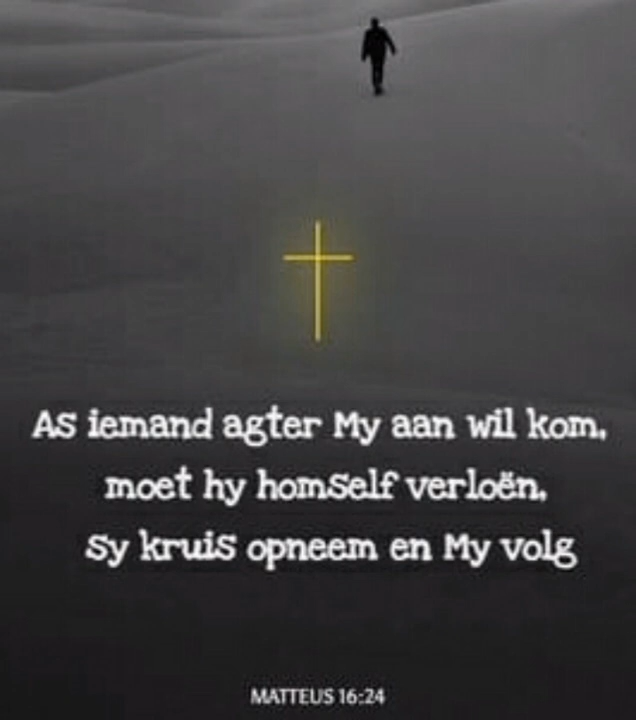 As iemand agter My aan wil kom,
moet hy homself verloën,
sy kruis opneem en My volg
MATTEUS 16:24